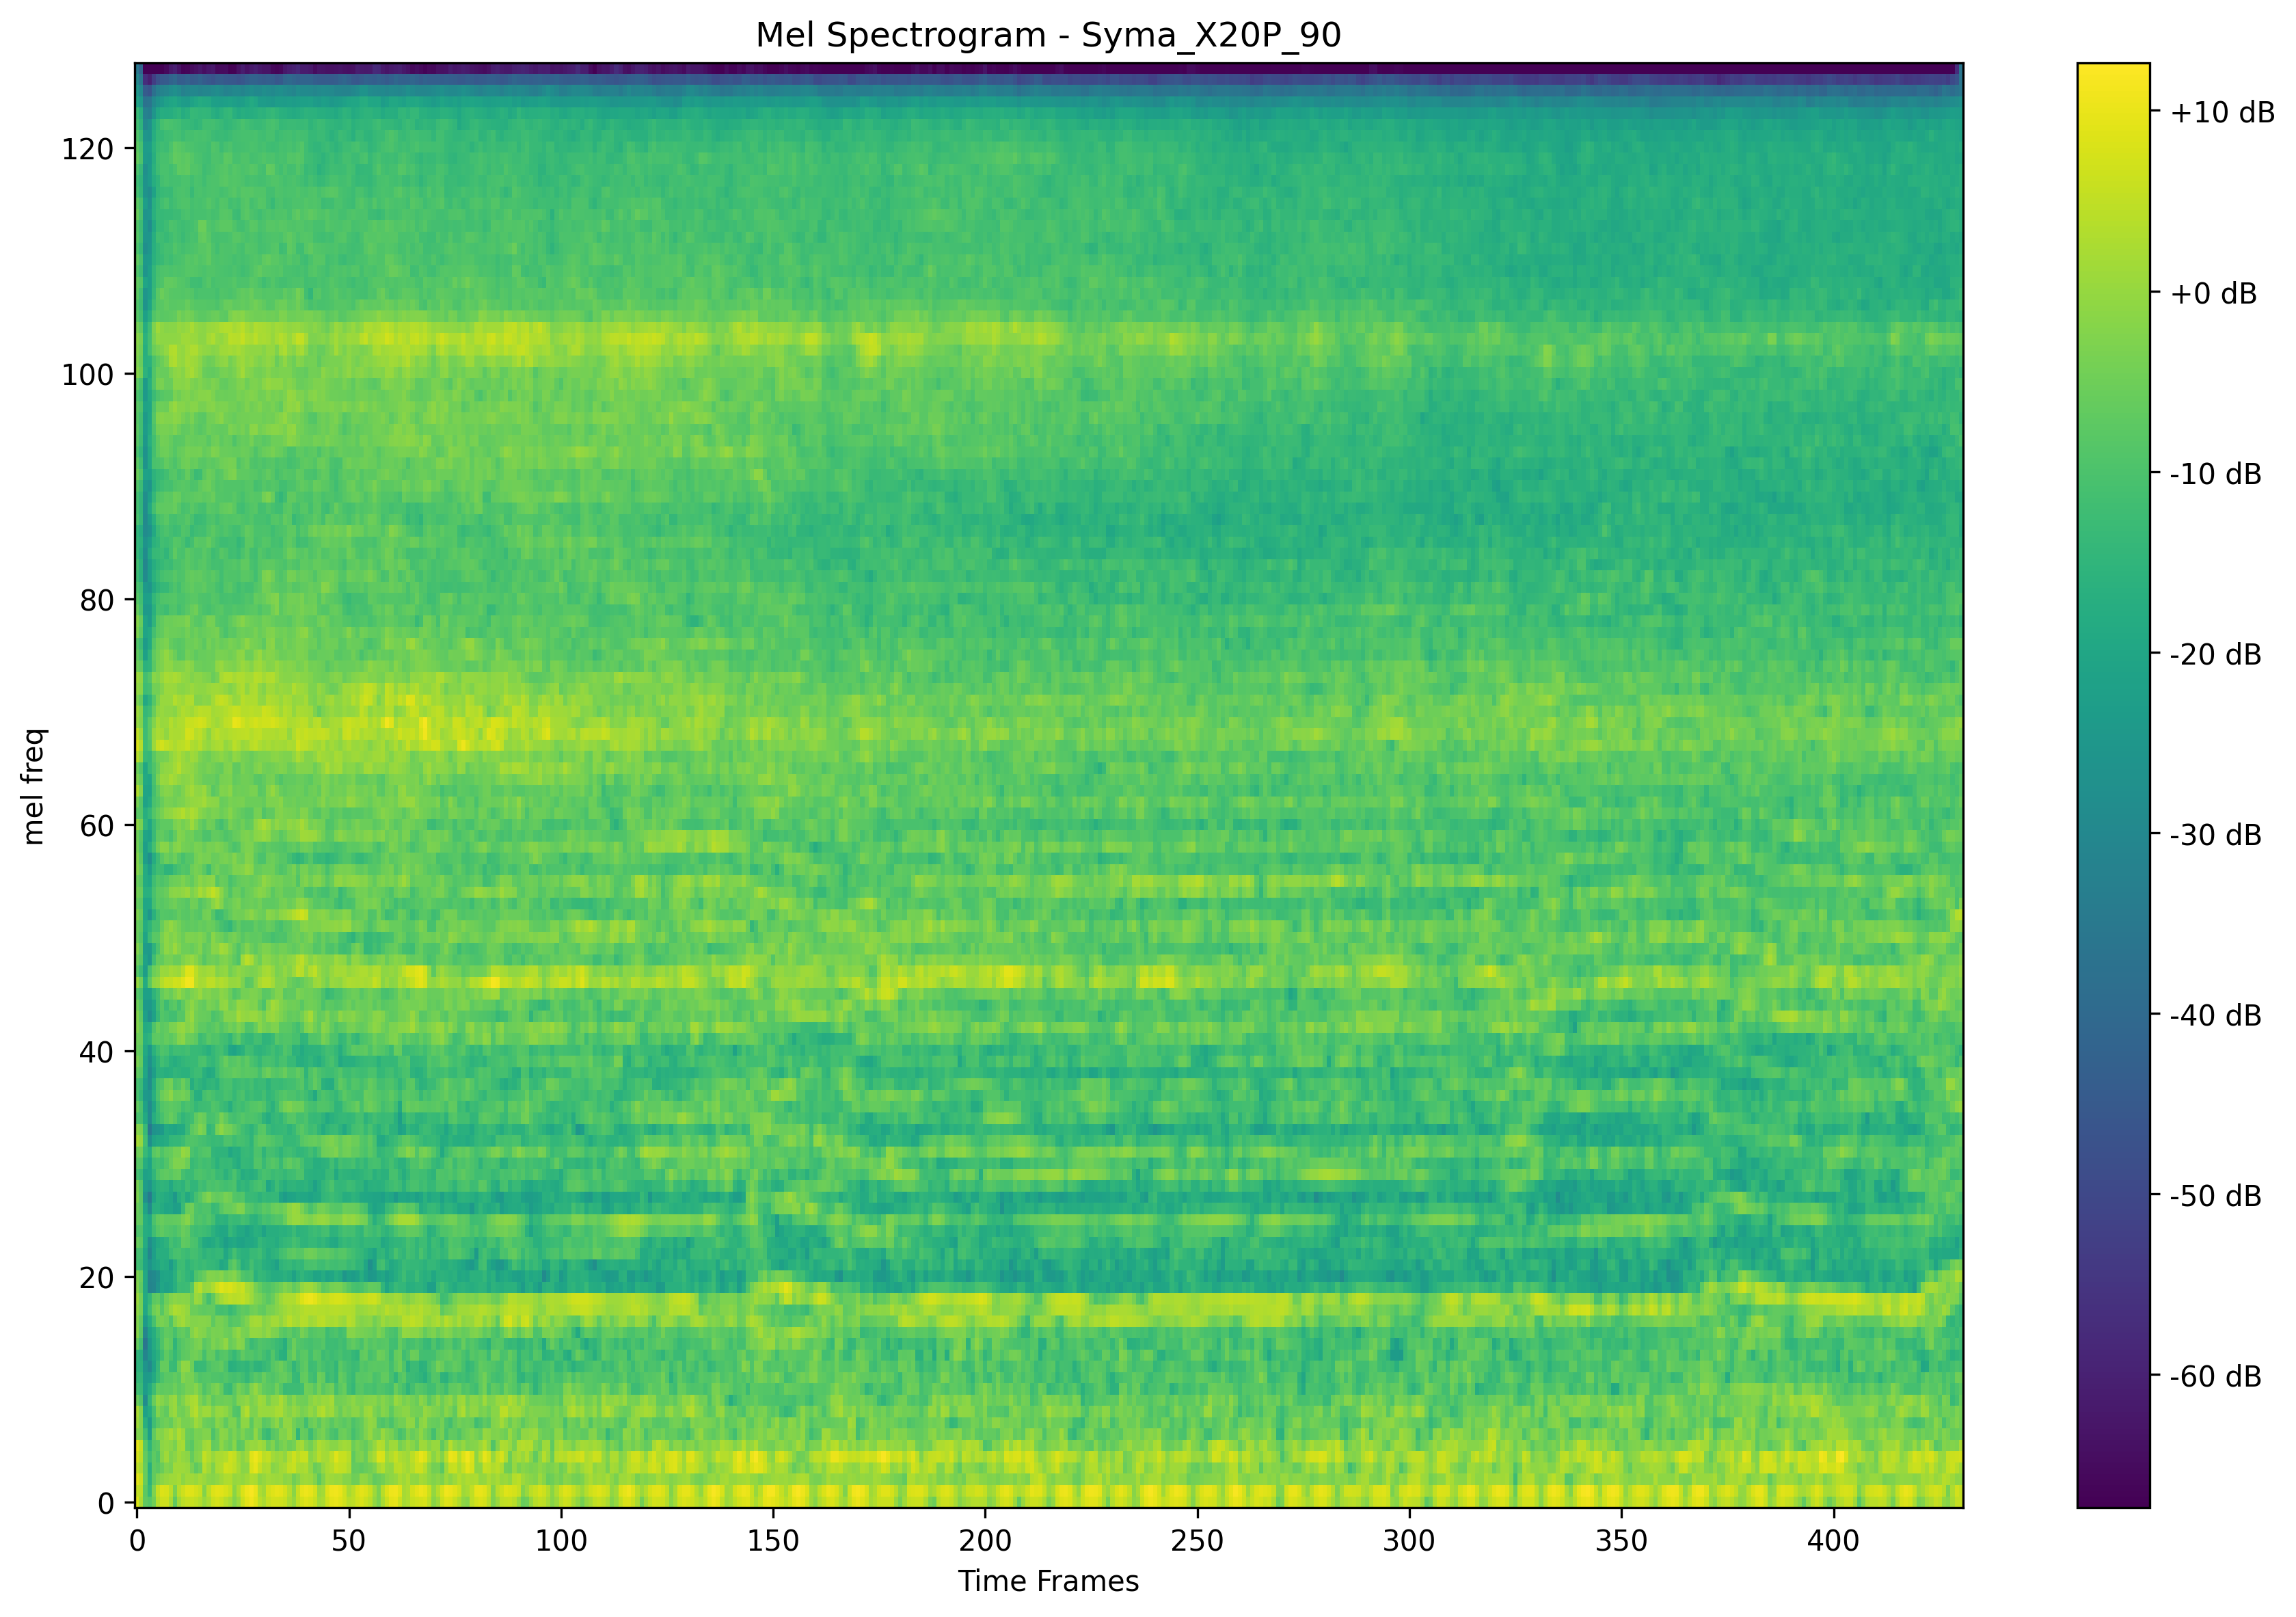 Mel Spectrogram - Syma_X20P_90
mel freq
120
100
80
60
40
20
0
0 50 100 150 200 250 300 350 400
Time Frames
+10 dB
+0 dB
-10 dB
-20 dB
-30 dB
-40 dB
-50 dB
-60 dB